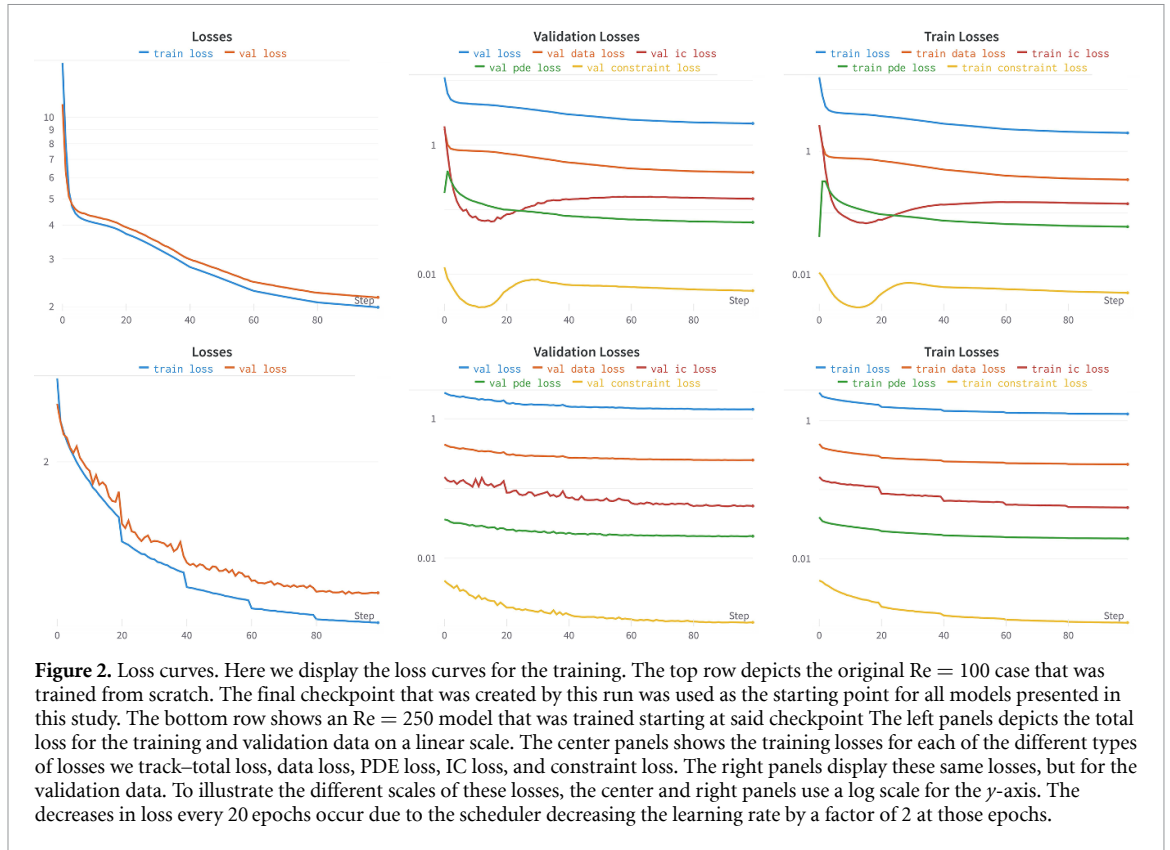 Losses
train loss val loss
10
9
8
7
6
5
4
3
2
Step
0 20 40 60 80
Validation Losses
val loss val data loss val ic loss
val pde loss val constraint loss
1
0.01
Step
0 20 40 60 80
Train Losses
train loss train data loss train ic loss
train pde loss train constraint loss
1
0.01
Step
0 20 40 60 80
Losses
train loss val loss
2
Step
0 20 40 60 80
Validation Losses
val loss val data loss val ic loss
val pde loss val constraint loss
1
0.01
Step
0 20 40 60 80
Train Losses
train loss train data loss train ic loss
train pde loss train constraint loss
1
0.01
Step
0 20 40 60 80
Figure 2. Loss curves. Here we display the loss curves for the training. The top row depicts the original Re = 100 case that was
trained from scratch. The final checkpoint that was created by this run was used as the starting point for all models presented in
this study. The bottom row shows an Re = 250 model that was trained starting at said checkpoint The left panels depicts the total
loss for the training and validation data on a linear scale. The center panels shows the training losses for each of the different types
of losses we track–total loss, data loss, PDE loss, IC loss, and constraint loss. The right panels display these same losses, but for the
validation data. To illustrate the different scales of these losses, the center and right panels use a log scale for the y-axis. The
decreases in loss every 20 epochs occur due to the scheduler decreasing the learning rate by a factor of 2 at those epochs.